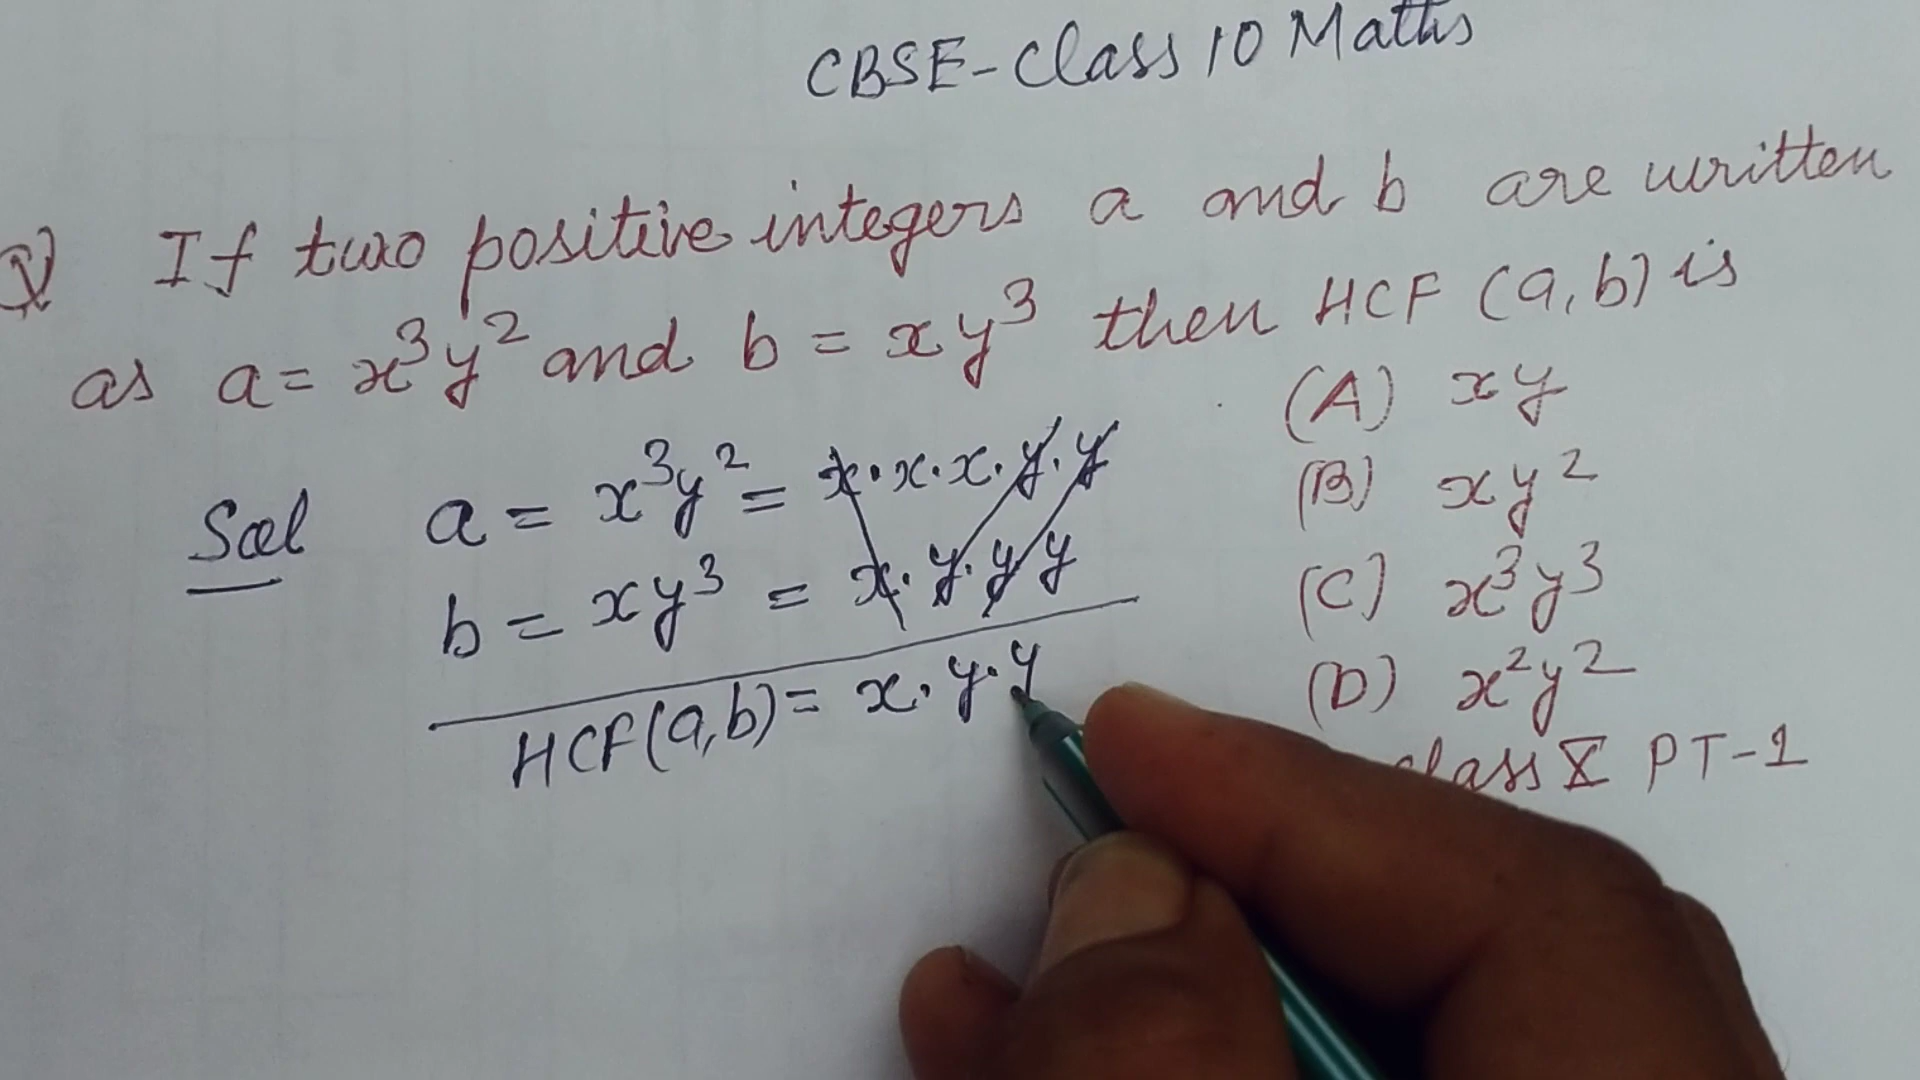 CBSE-Class 10 Maths
Q) If two positive integers a and b are written
as a = x³y² and b = xy³ then HCF (a,b) is
(A) xy
(B) xy²
(C) x³y³
(D) x²y²
class X PT-1
Sol a = x³y² = x·x·x·y·y
b = xy³ = x·y·y y
HCF(a,b) = x·y·y